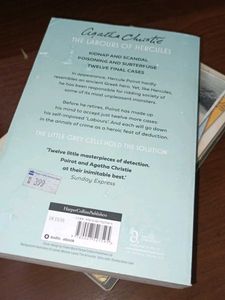 Agatha Christie
THE LABOURS OF HERCULES
KIDNAP AND SCANDAL
POISONING AND SUBTERFUGE
TWELVE FINAL CASES
In appearance, Hercule Poirot hardly
resembles an ancient Greek hero. Yet, like Hercules,
he has been responsible for ridding society of
some of its most unpleasant monsters.
Before he retires, Poirot has made up
his mind to accept just twelve more cases:
his self-imposed 'Labours'. And each will go down
in the annals of crime as a heroic feat of deduction.
THE LITTLE GREY CELLS HOLD THE SOLUTION
'Twelve little masterpieces of detection.
Poirot and Agatha Christie
at their inimitable best.'
Sunday Express
399
HarperCollinsPublishers